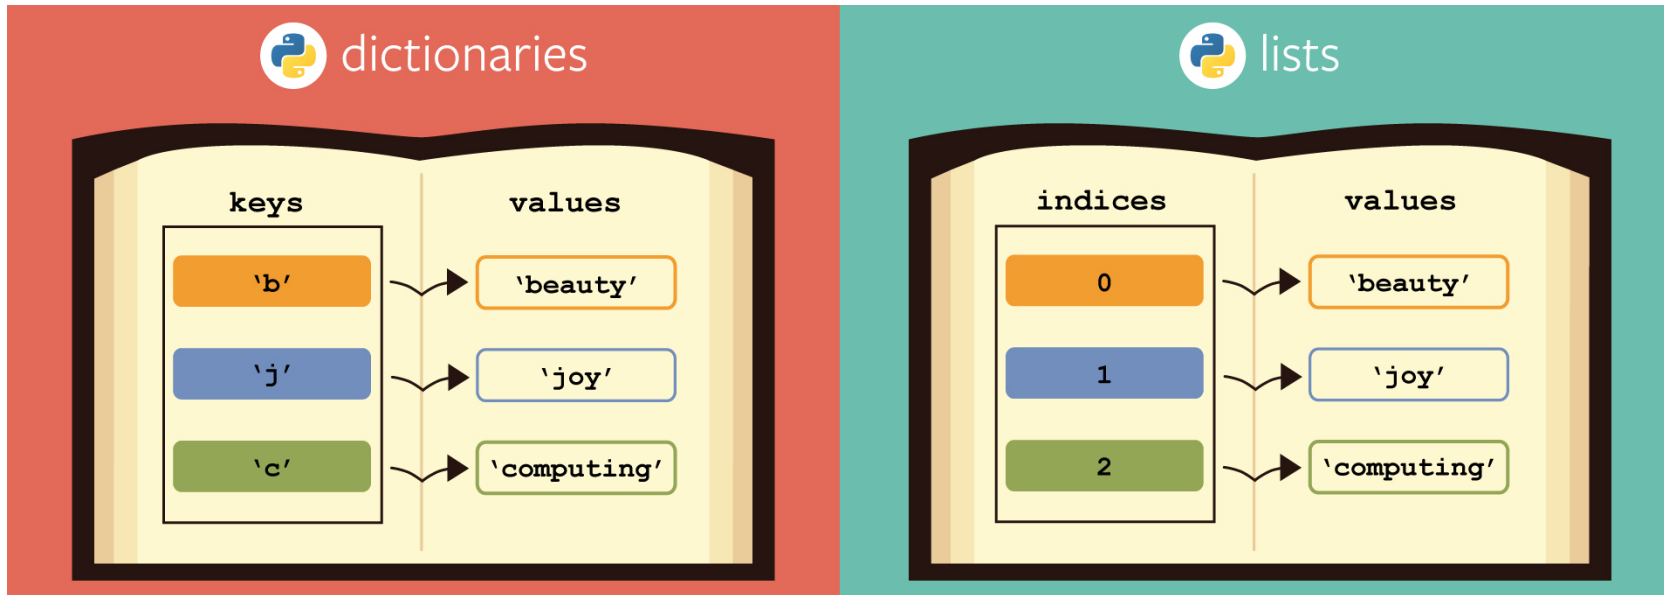 dictionaries
keys values
‘b’ ‘beauty’
‘j’ ‘joy’
‘c’ ‘computing’
lists
indices values
0 ‘beauty’
1 ‘joy’
2 ‘computing’